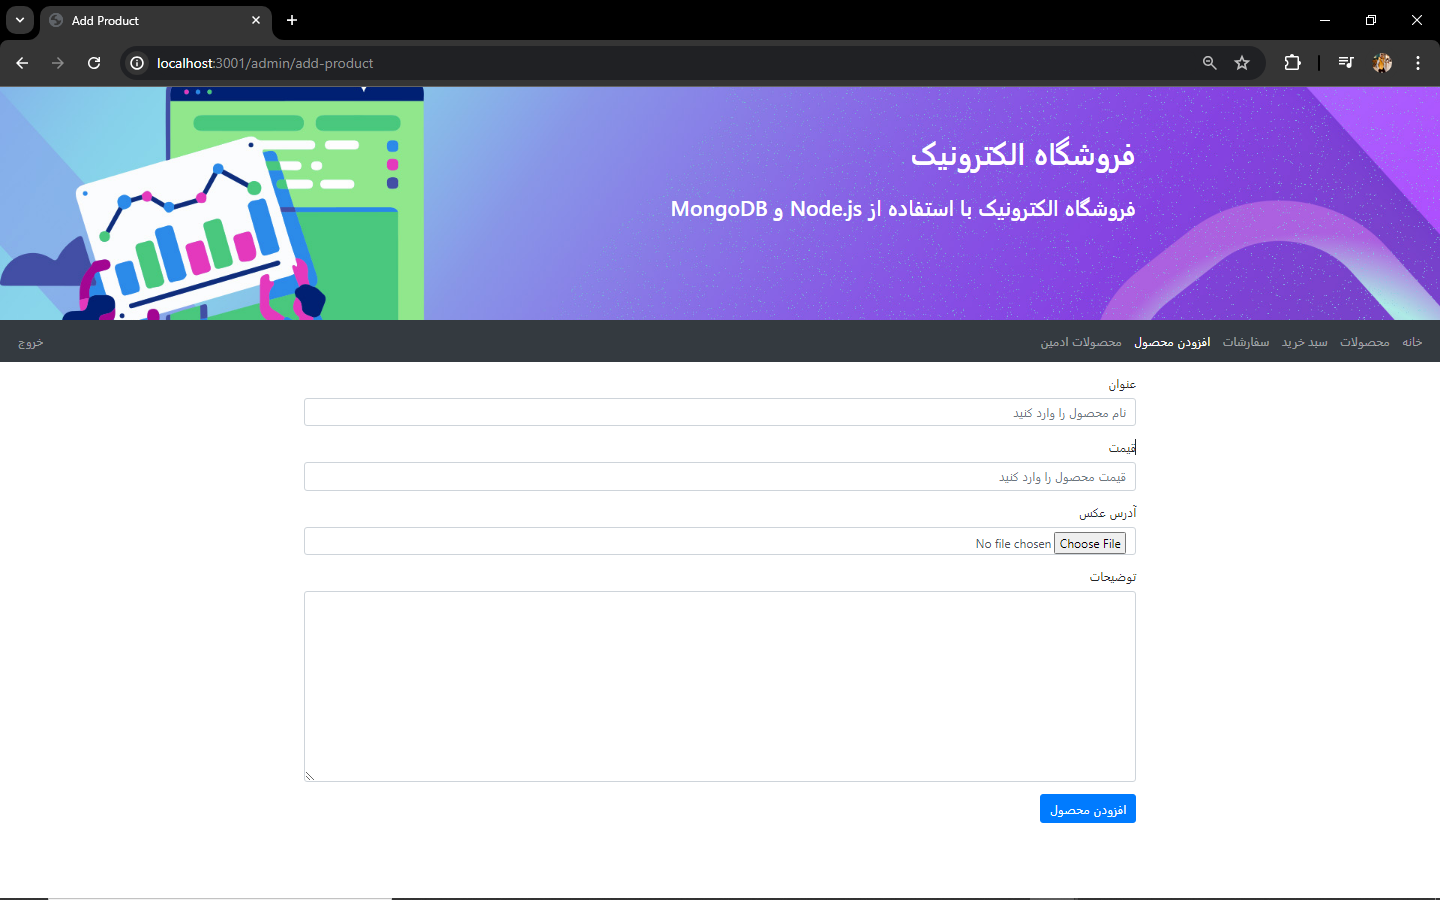 Add Product
localhost:3001/admin/add-product
فروشگاه الکترونیک
فروشگاه الکترونیک با استفاده از Node.js و MongoDB
خانه محصولات سبد خرید سفارشات افزودن محصول محصولات ادمین خروج
عنوان
نام محصول را وارد کنید
قیمت
قیمت محصول را وارد کنید
آدرس عکس
Choose File No file chosen
توضیحات
افزودن محصول